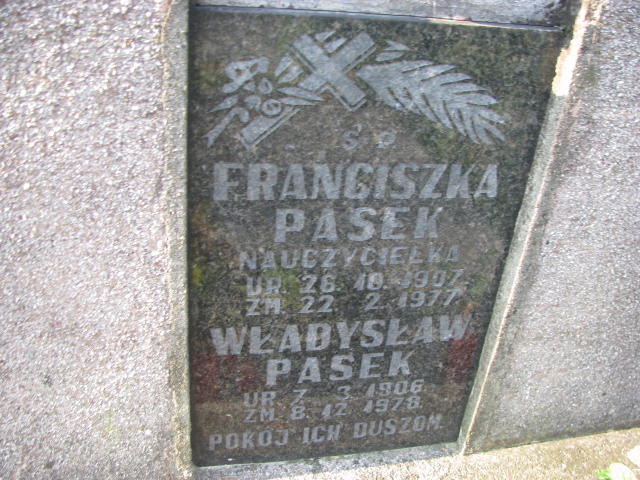 Ś P
FRANCISZKA
PASEK
NAUCZYCIELKA
UR. 28. 10. 1907.
ZM. 22. 2. 1977.
WŁADYSŁAW
PASEK
UR. 7. 3. 1906.
ZM. 8. 12. 1978.
POKÓJ ICH DUSZOM.